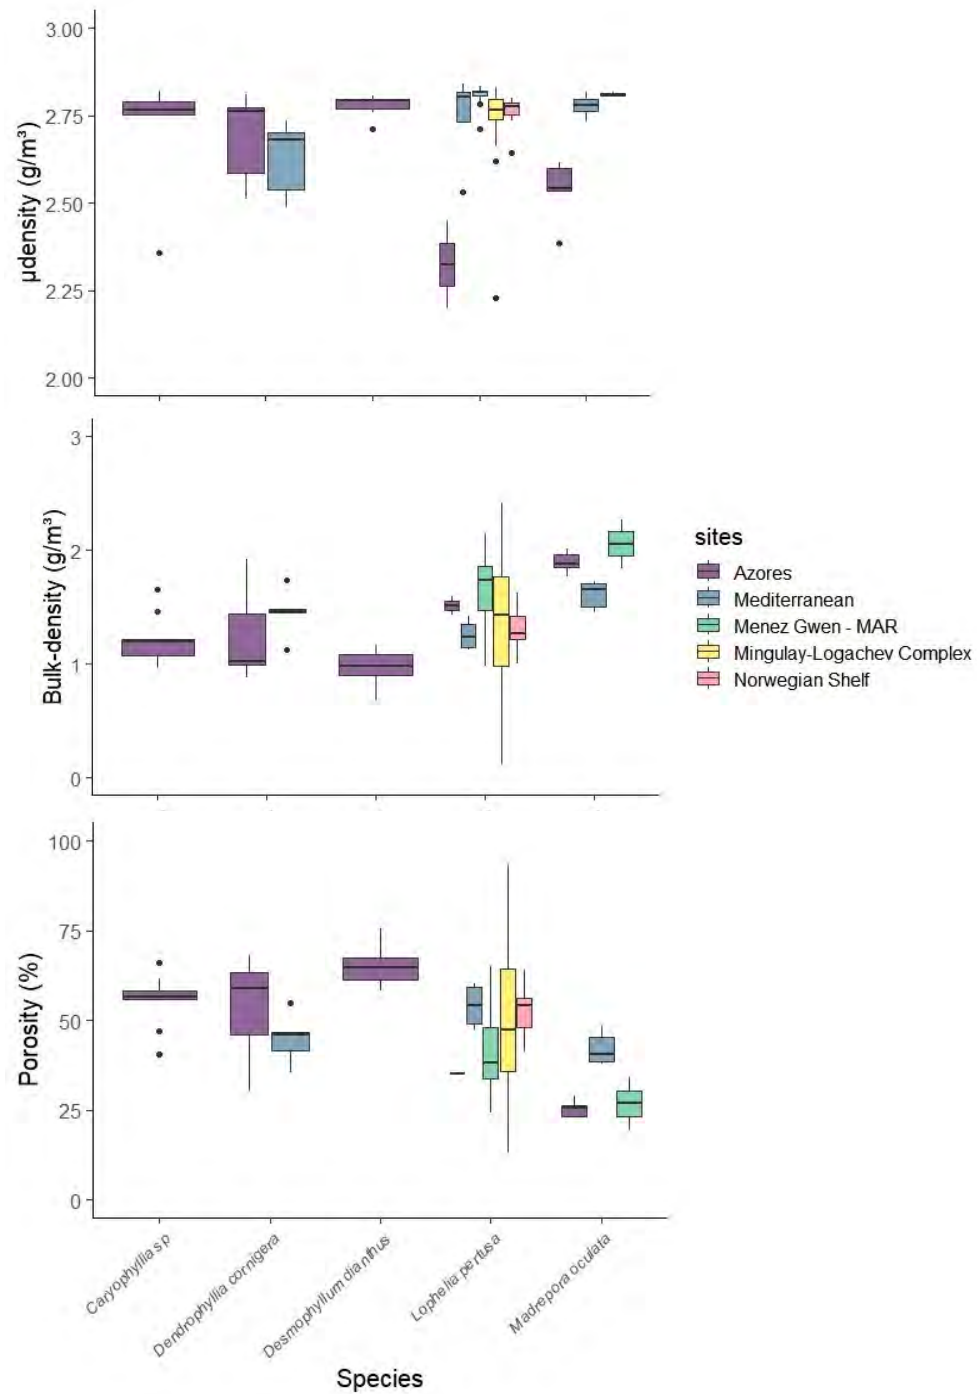 3.00
2.75
2.50
2.25
2.00
µdensity (g/m³)
3
2
1
0
Bulk-density (g/m³)
sites
Azores
Mediterranean
Menez Gwen - MAR
Mingulay-Logachev Complex
Norwegian Shelf
100
75
50
25
0
Porosity (%)
Caryophyllia sp
Dendrophyllia cornigera
Desmophyllum dianthus
Lophelia pertusa
Madrepora oculata
Species